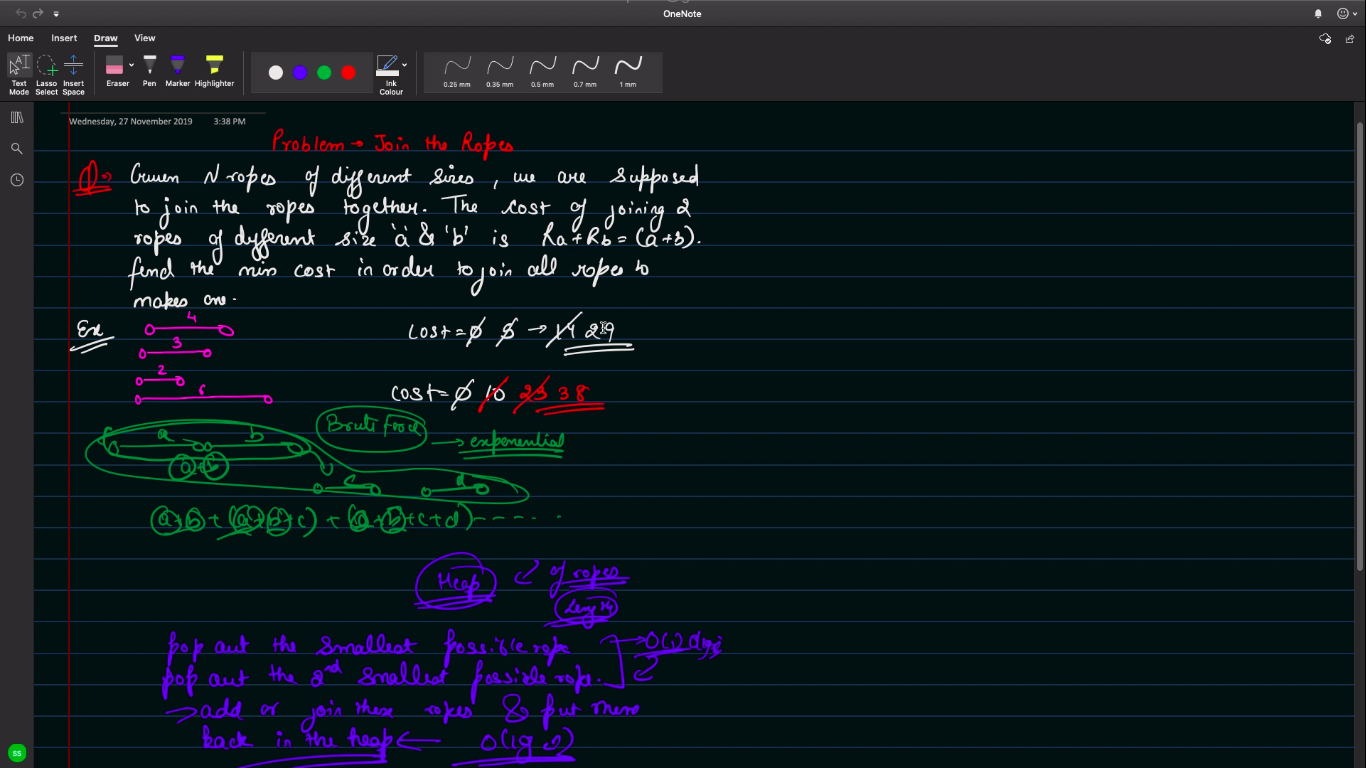 OneNote
Home Insert Draw View
Text Mode Lasso Select Insert Space Eraser Pen Marker Highlighter Ink Colour 0.25 mm 0.35 mm 0.5 mm 0.7 mm 1 mm
Wednesday, 27 November 2019 3:38 PM
Problem → Join the Ropes
Q→ Given N ropes of different sizes, we are supposed
to join the ropes together. The cost of joining 2
ropes of different size 'a' & 'b' is Ra+Rb=(a+b).
find the min cost in order to join all ropes to
makes one.
Ex
4
3
2
6
cost = 0 5 → 14 29
cost = 0 10 23 38
Brute Force → exponential
a b
a+b
c d
(a+b) + (a+b+c) + (a+b+c+d) ------
Heap of ropes
length
pop out the smallest possible rope
pop out the 2nd smallest possible rope.
→ add or join these ropes & put them
back in the heap ←
SS